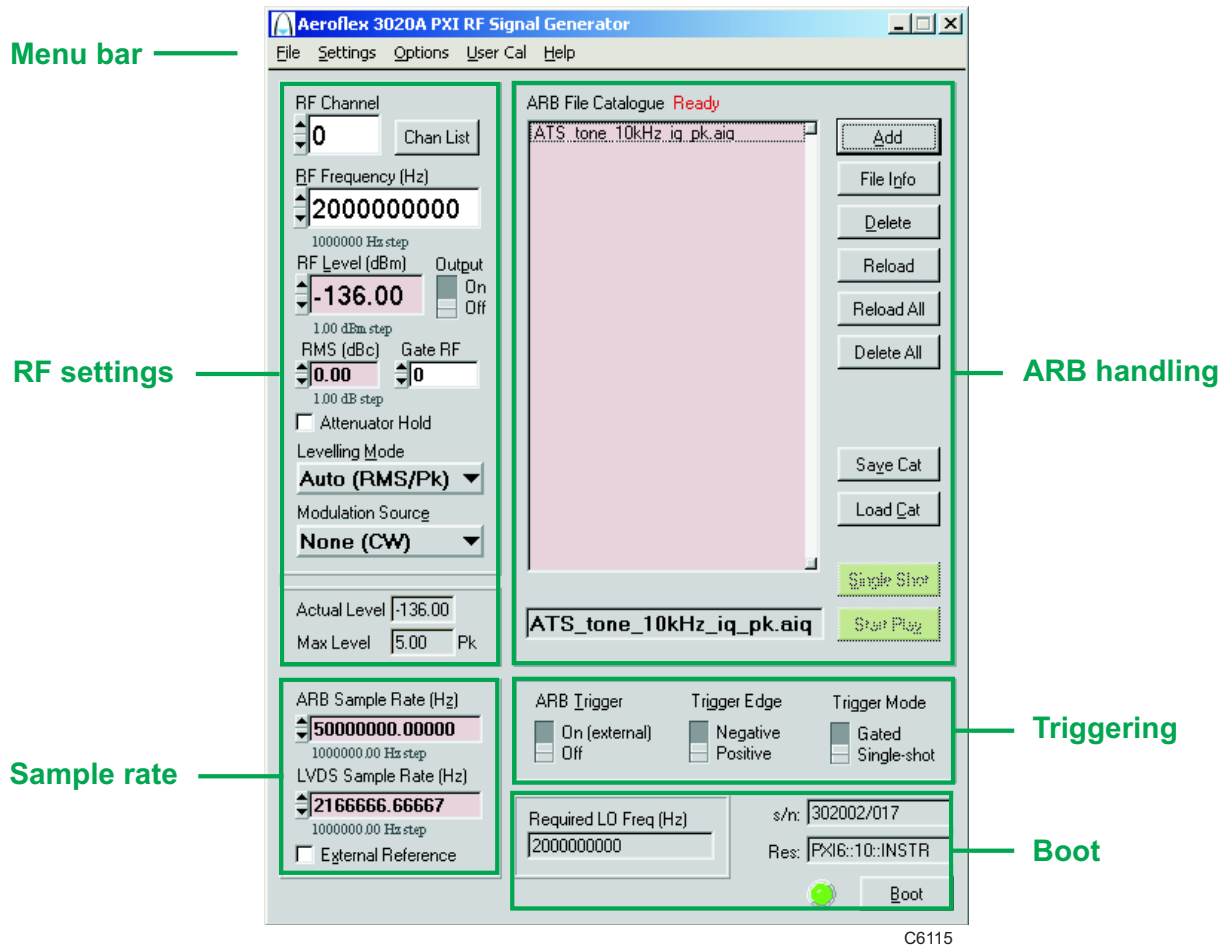 Aeroflex 3020A PXI RF Signal Generator
Menu bar
File Settings Options User Cal Help
RF settings
RF Channel
0 Chan List
RF Frequency (Hz)
2000000000
1000000 Hz step
RF Level (dBm) Output
-136.00 On
Off
1.00 dBm step
RMS (dBc) Gate RF
0.00 0
1.00 dB step
Attenuator Hold
Levelling Mode
Auto (RMS/Pk)
Modulation Source
None (CW)
Actual Level -136.00
Max Level 5.00 Pk
ARB handling
ARB File Catalogue Ready
ATS_tone_10kHz_iq_pk.aiq
Add
File Info
Delete
Reload
Reload All
Delete All
Save Cat
Load Cat
Single Shot
ATS_tone_10kHz_iq_pk.aiq Start Play
Sample rate
ARB Sample Rate (Hz)
50000000.00000
1000000.00 Hz step
LVDS Sample Rate (Hz)
2166666.66667
1000000.00 Hz step
External Reference
Triggering
ARB Trigger Trigger Edge Trigger Mode
On (external) Negative Gated
Off Positive Single-shot
Boot
Required LO Freq (Hz) s/n: 302002/017
2000000000 Res: PXI6::10::INSTR
Boot
C6115